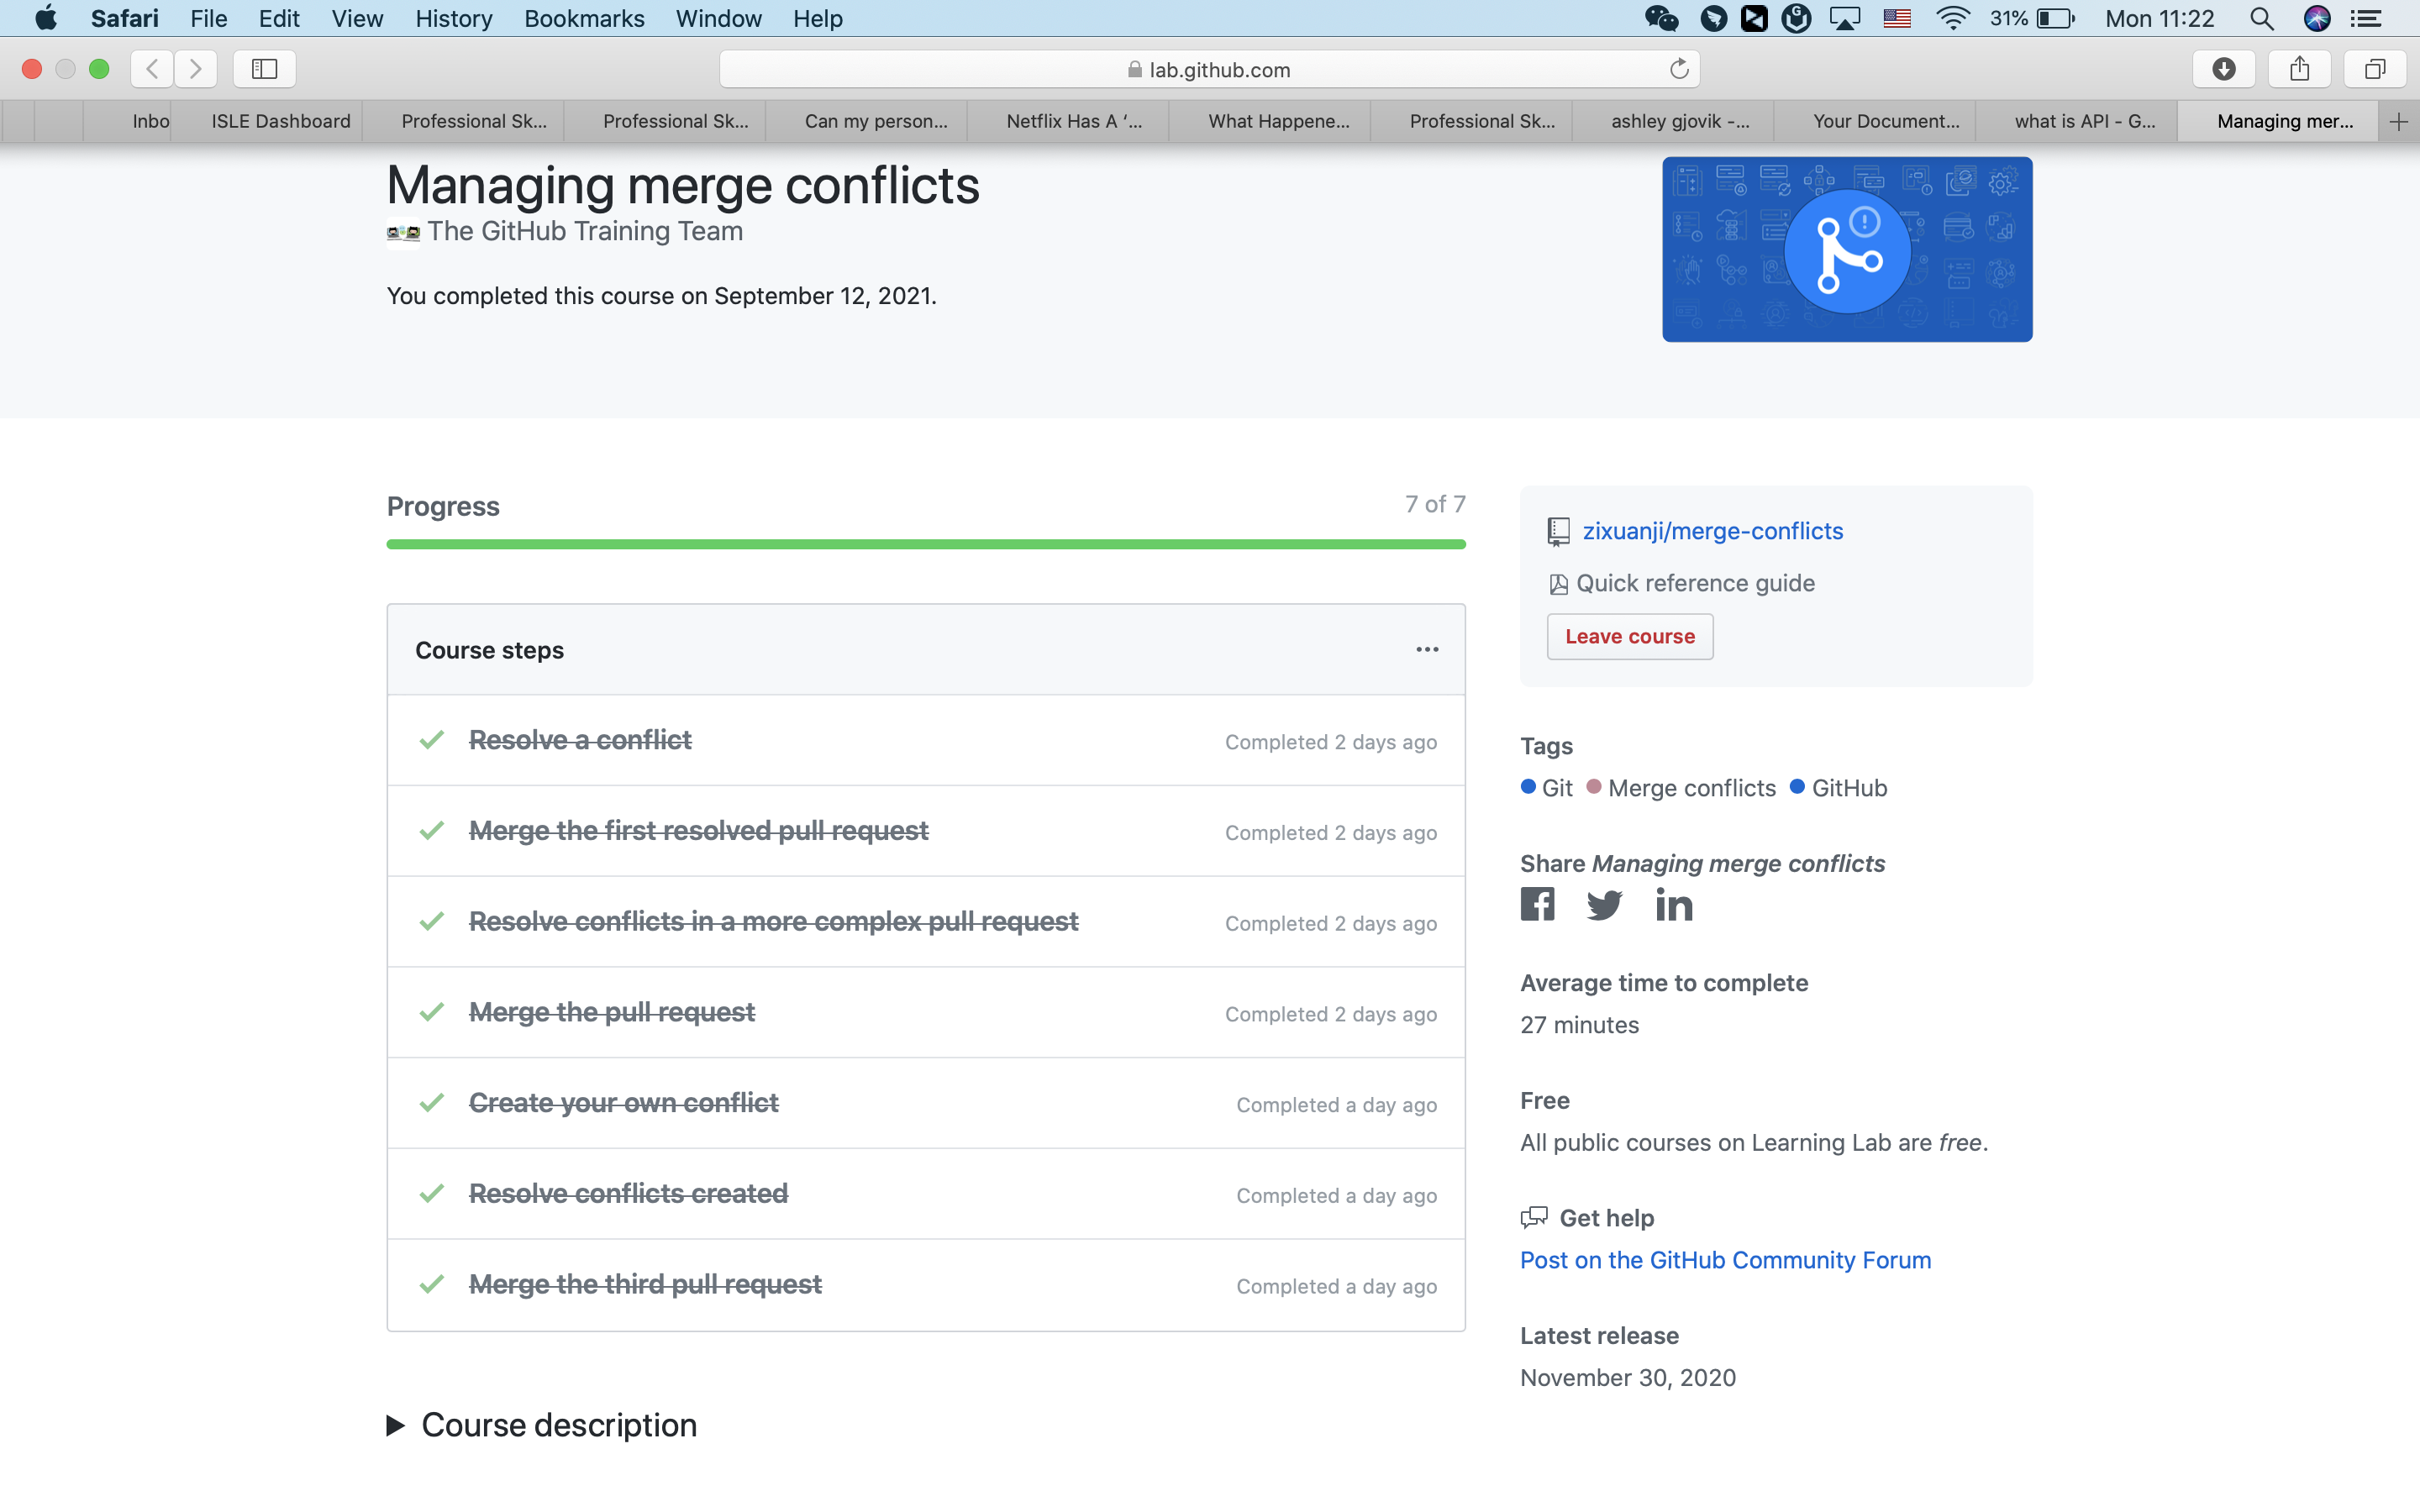 Safari File Edit View History Bookmarks Window Help 31% Mon 11:22
lab.github.com
Inbo ISLE Dashboard Professional Sk... Professional Sk... Can my person... Netflix Has A ‘... What Happene... Professional Sk... ashley gjovik -... Your Document... what is API - G... Managing mer...
Managing merge conflicts
The GitHub Training Team
You completed this course on September 12, 2021.
Progress 7 of 7
Course steps
Resolve a conflict Completed 2 days ago
Merge the first resolved pull request Completed 2 days ago
Resolve conflicts in a more complex pull request Completed 2 days ago
Merge the pull request Completed 2 days ago
Create your own conflict Completed a day ago
Resolve conflicts created Completed a day ago
Merge the third pull request Completed a day ago
Course description
zixuanji/merge-conflicts
Quick reference guide
Leave course
Tags
Git Merge conflicts GitHub
Share Managing merge conflicts
Average time to complete
27 minutes
Free
All public courses on Learning Lab are free.
Get help
Post on the GitHub Community Forum
Latest release
November 30, 2020